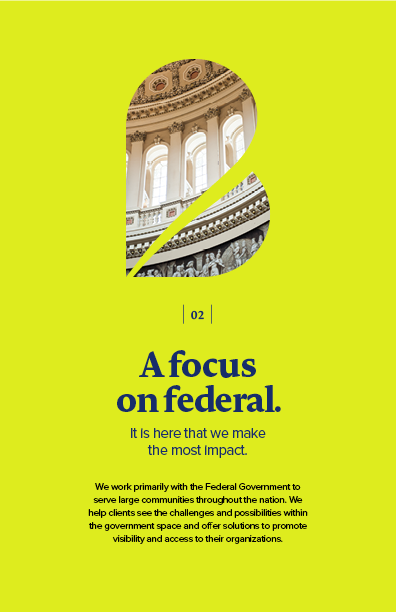 02
A focus
on federal.
It is here that we make
the most impact.
We work primarily with the Federal Government to
serve large communities throughout the nation. We
help clients see the challenges and possibilities within
the government space and offer solutions to promote
visibility and access to their organizations.